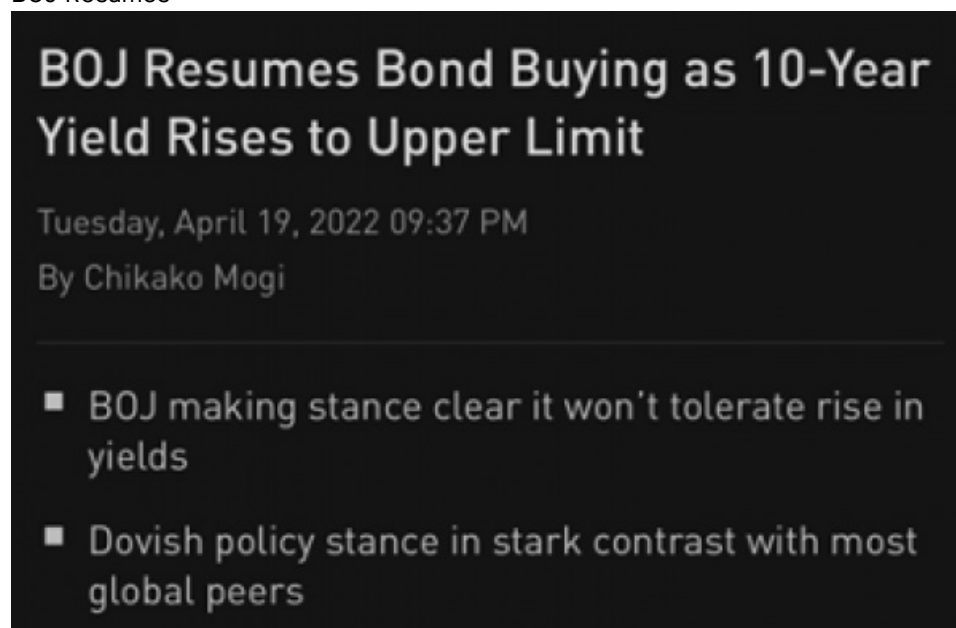 BOJ Resumes Bond Buying as 10-Year
Yield Rises to Upper Limit
Tuesday, April 19, 2022 09:37 PM
By Chikako Mogi
BOJ making stance clear it won't tolerate rise in
yields
Dovish policy stance in stark contrast with most
global peers